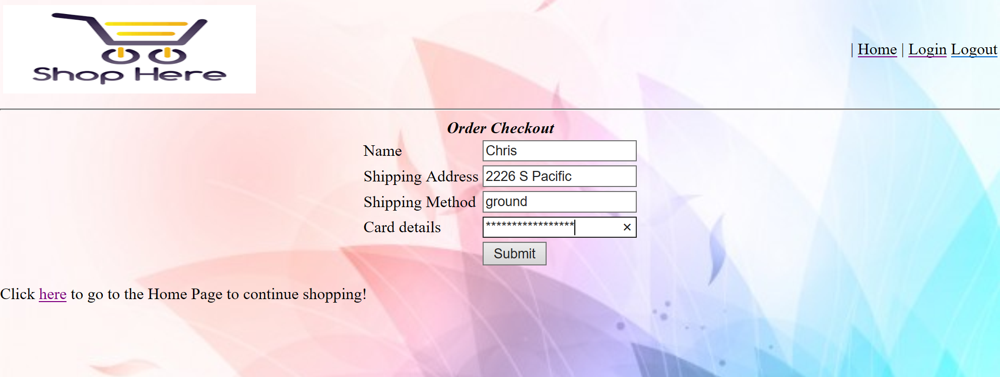 Shop Here
| Home | Login Logout
Order Checkout
Name Chris
Shipping Address 2226 S Pacific
Shipping Method ground
Card details *****************
Submit
Click here to go to the Home Page to continue shopping!